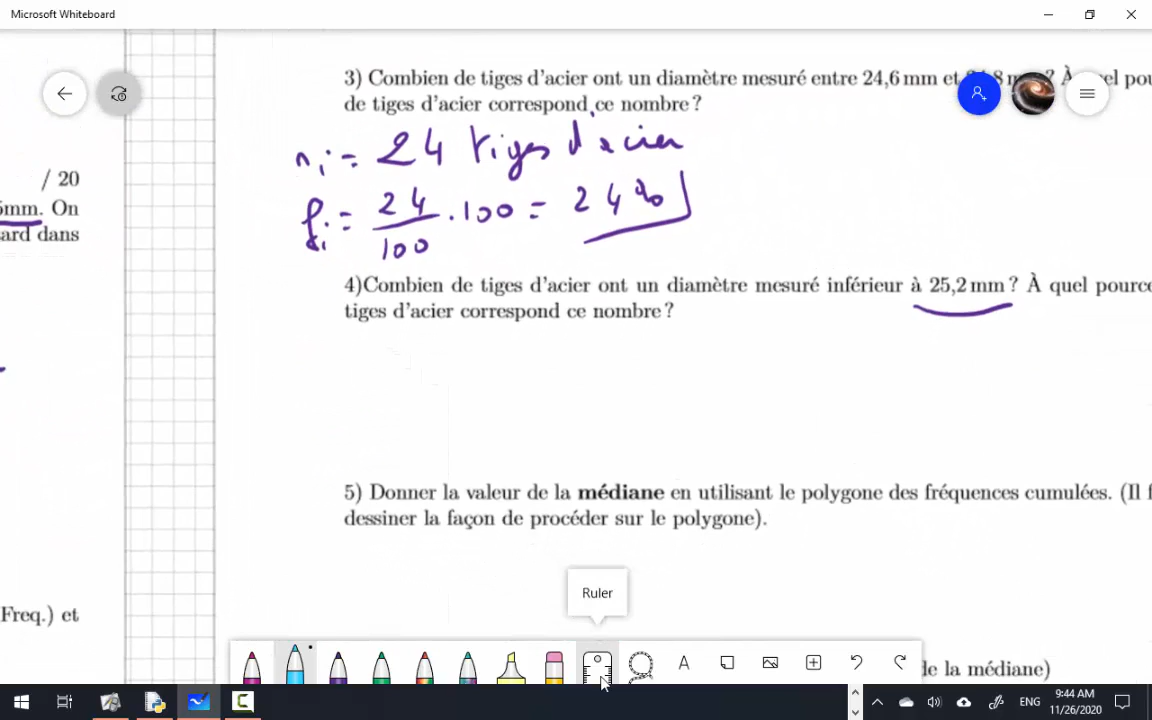 Microsoft Whiteboard
3) Combien de tiges d'acier ont un diamètre mesuré entre 24,6 mm et
de tiges d'acier correspond ce nombre ?
n i = 24 tiges d'acier
f i = 24/100 . 100 = 24%
/ 20
5mm. On
ard dans
4)Combien de tiges d'acier ont un diamètre mesuré inférieur à 25,2 mm ? À quel pource
tiges d'acier correspond ce nombre ?
5) Donner la valeur de la médiane en utilisant le polygone des fréquences cumulées. (Il f
dessiner la façon de procéder sur le polygone).
Ruler
Freq.) et
de la médiane)
A
ENG
9:44 AM
11/26/2020